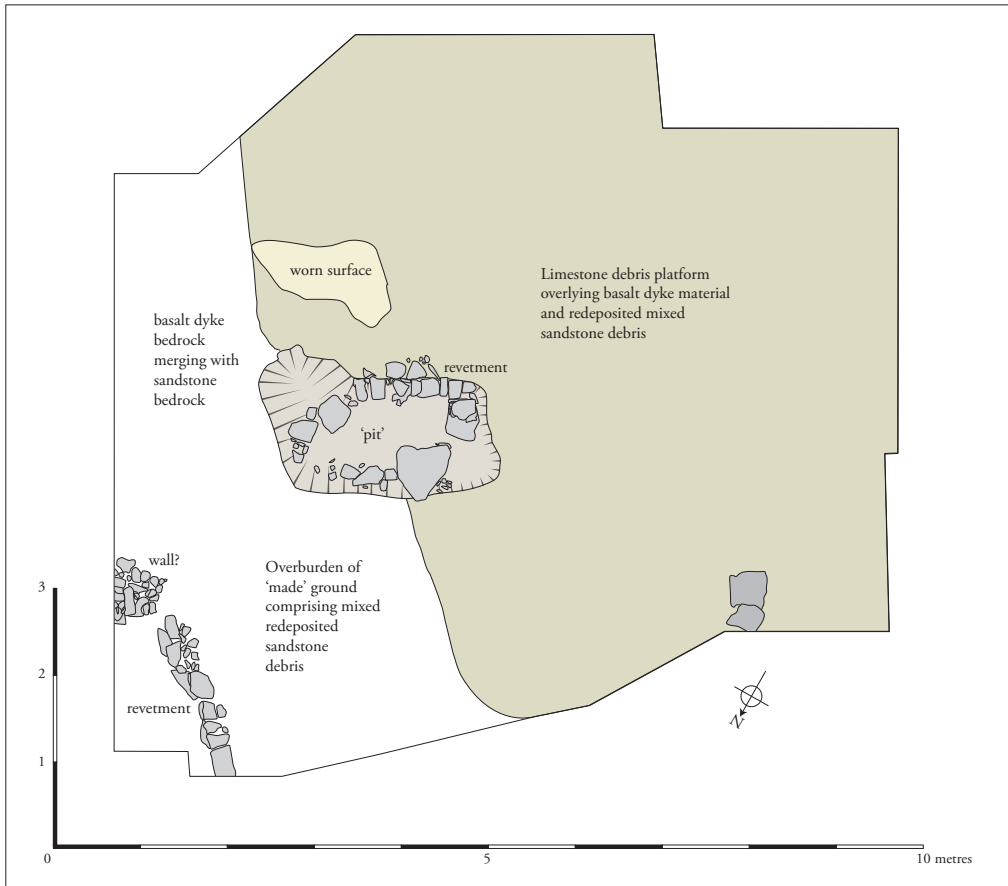 worn surface
Limestone debris platform
overlying basalt dyke material
and redeposited mixed
sandstone debris
basalt dyke
bedrock
merging with
sandstone
bedrock
revetment
'pit'
wall?
Overburden of
'made' ground
comprising mixed
redeposited
sandstone
debris
revetment
N
3
2
1
0
5
10 metres